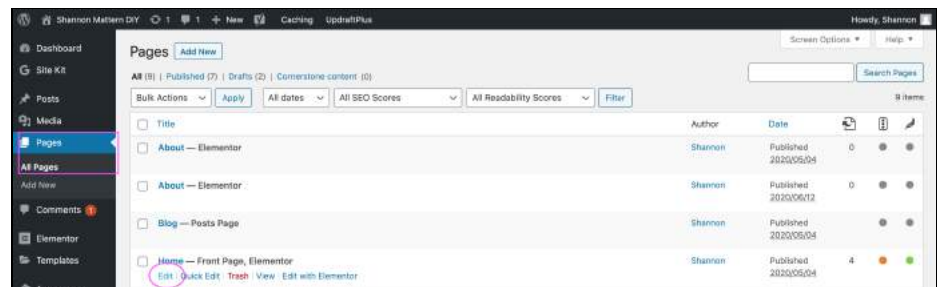 Shannon Mattern DIY 1 1 + New Caching UpdraftPlus Howdy, Shannon
Dashboard
Site Kit
Posts
Media
Pages
All Pages
Add New
Comments 1
Elementor
Templates
Pages Add New
Screen Options ▼ Help ▼
All (9) | Published (7) | Drafts (2) | Cornerstone content (0)
Search Pages
Bulk Actions Apply All dates All SEO Scores All Readability Scores Filter 9 items
Title Author Date
About — Elementor Shannon Published 0
2020/05/04
About — Elementor Shannon Published 0
2020/06/12
Blog — Posts Page Shannon Published
2020/05/04
Home — Front Page, Elementor Shannon Published 4
Edit | Quick Edit | Trash | View | Edit with Elementor 2020/05/04